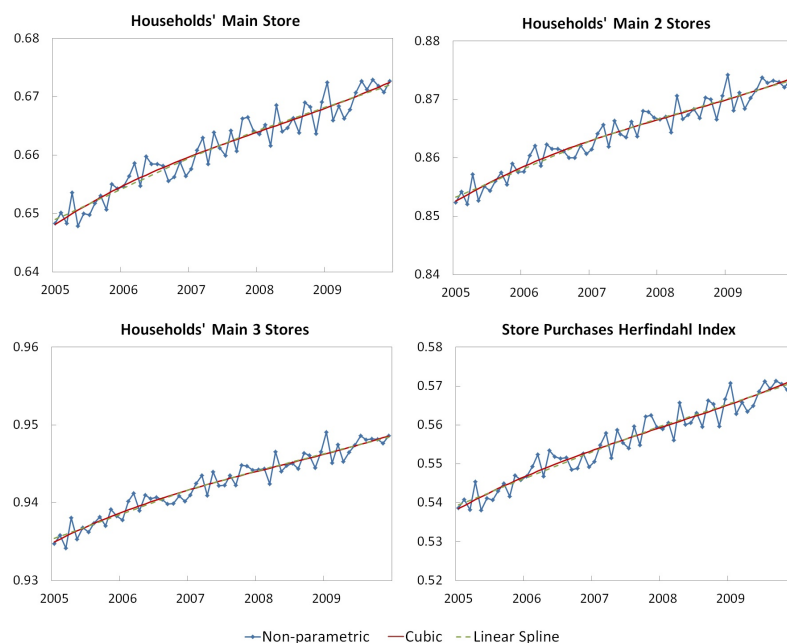 Households' Main Store
0.68
0.67
0.66
0.65
0.64
2005 2006 2007 2008 2009
Households' Main 2 Stores
0.88
0.87
0.86
0.85
0.84
2005 2006 2007 2008 2009
Households' Main 3 Stores
0.96
0.95
0.94
0.93
2005 2006 2007 2008 2009
Store Purchases Herfindahl Index
0.58
0.57
0.56
0.55
0.54
0.53
0.52
2005 2006 2007 2008 2009
Non-parametric Cubic Linear Spline